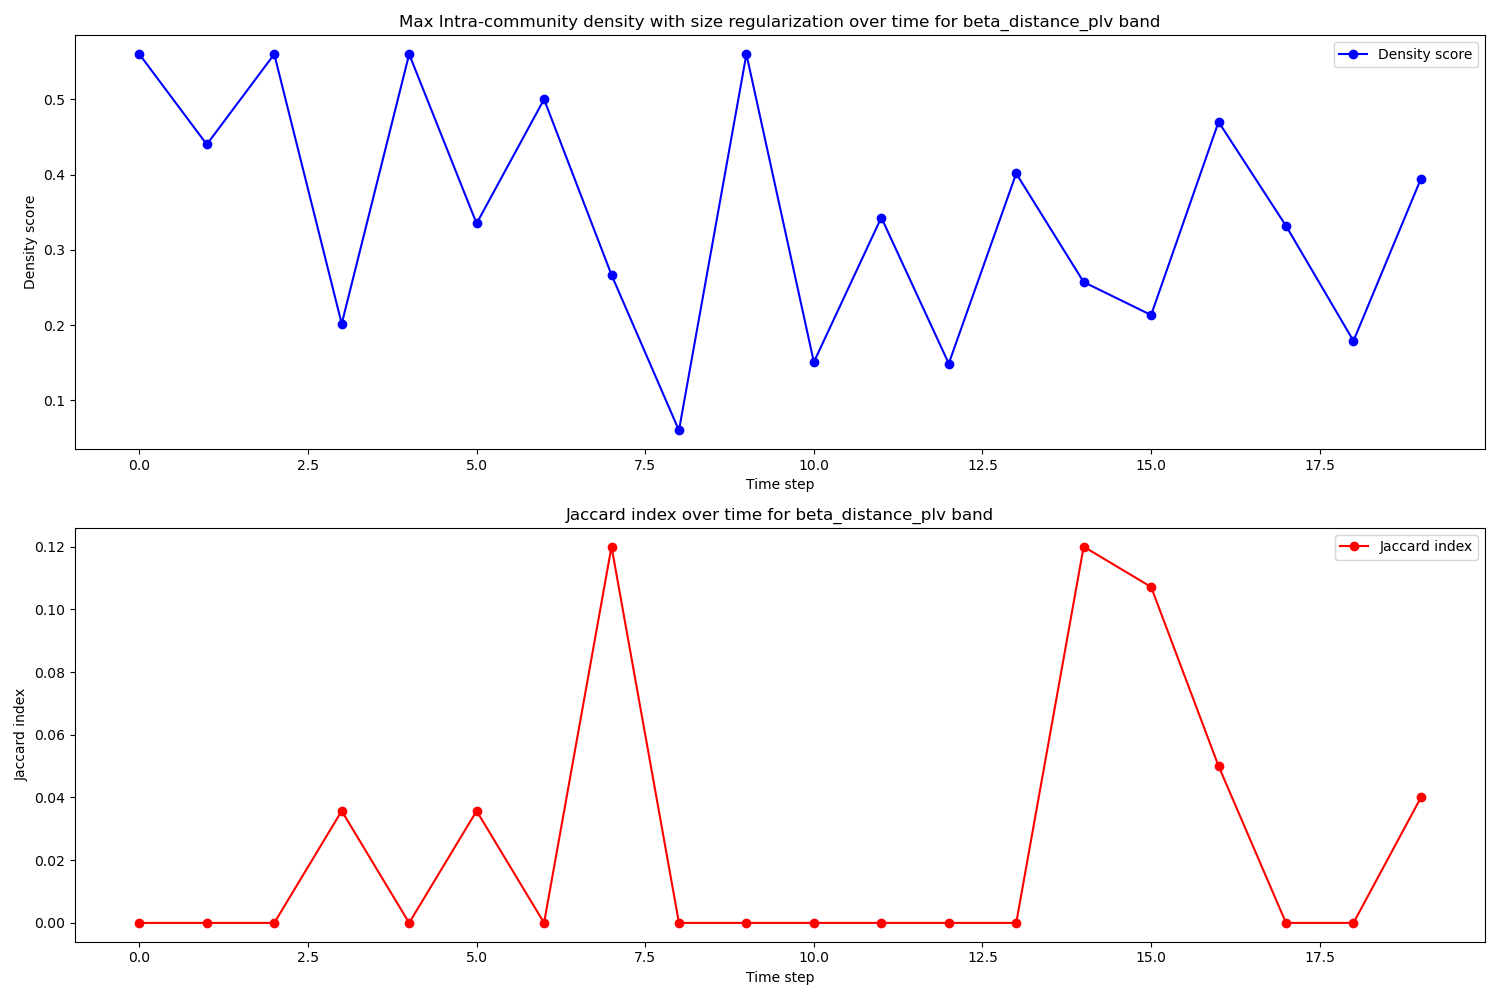 Max Intra-community density with size regularization over time for beta_distance_plv band
Density score
Density score
0.5
0.4
0.3
0.2
0.1
0.0 2.5 5.0 7.5 10.0 12.5 15.0 17.5
Time step
Jaccard index over time for beta_distance_plv band
Jaccard index
Jaccard index
0.12
0.10
0.08
0.06
0.04
0.02
0.00
0.0 2.5 5.0 7.5 10.0 12.5 15.0 17.5
Time step